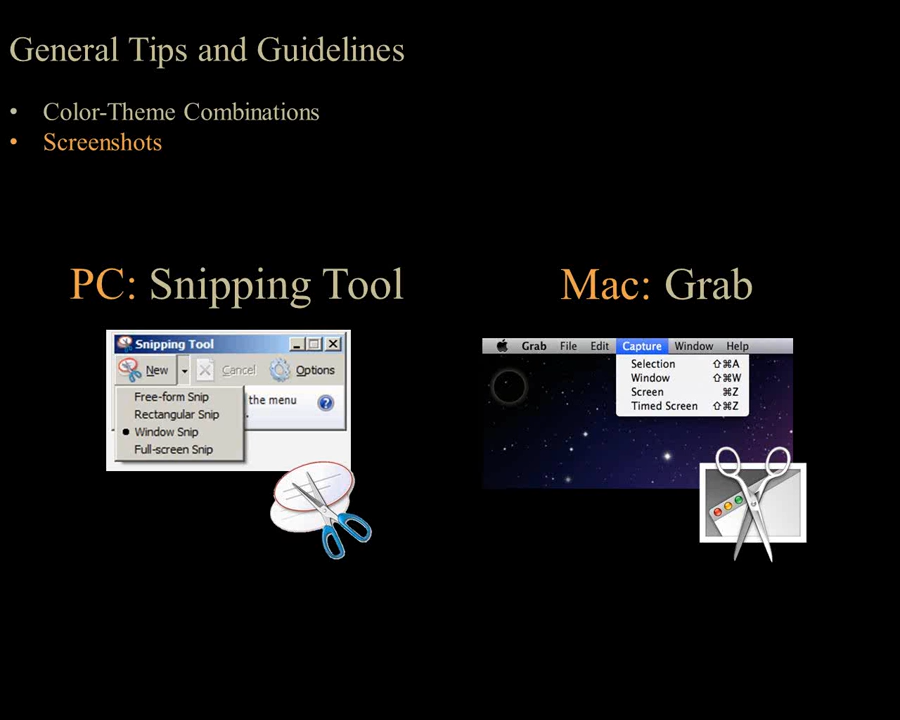 General Tips and Guidelines
• Color-Theme Combinations
• Screenshots
PC: Snipping Tool
Mac: Grab
Snipping Tool
New Cancel Options
Free-form Snip
Rectangular Snip
Window Snip
Full-screen Snip
the menu
Grab File Edit Capture Window Help
Selection ⇧⌘A
Window ⇧⌘W
Screen ⌘Z
Timed Screen ⇧⌘Z